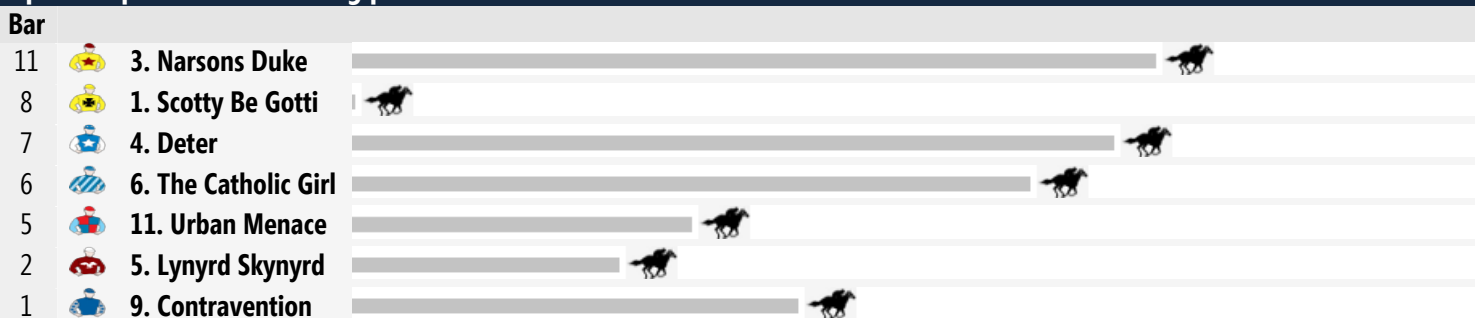 Bar
11 3. Narsons Duke
8 1. Scotty Be Gotti
7 4. Deter
6 6. The Catholic Girl
5 11. Urban Menace
2 5. Lynyrd Skynyrd
1 9. Contravention